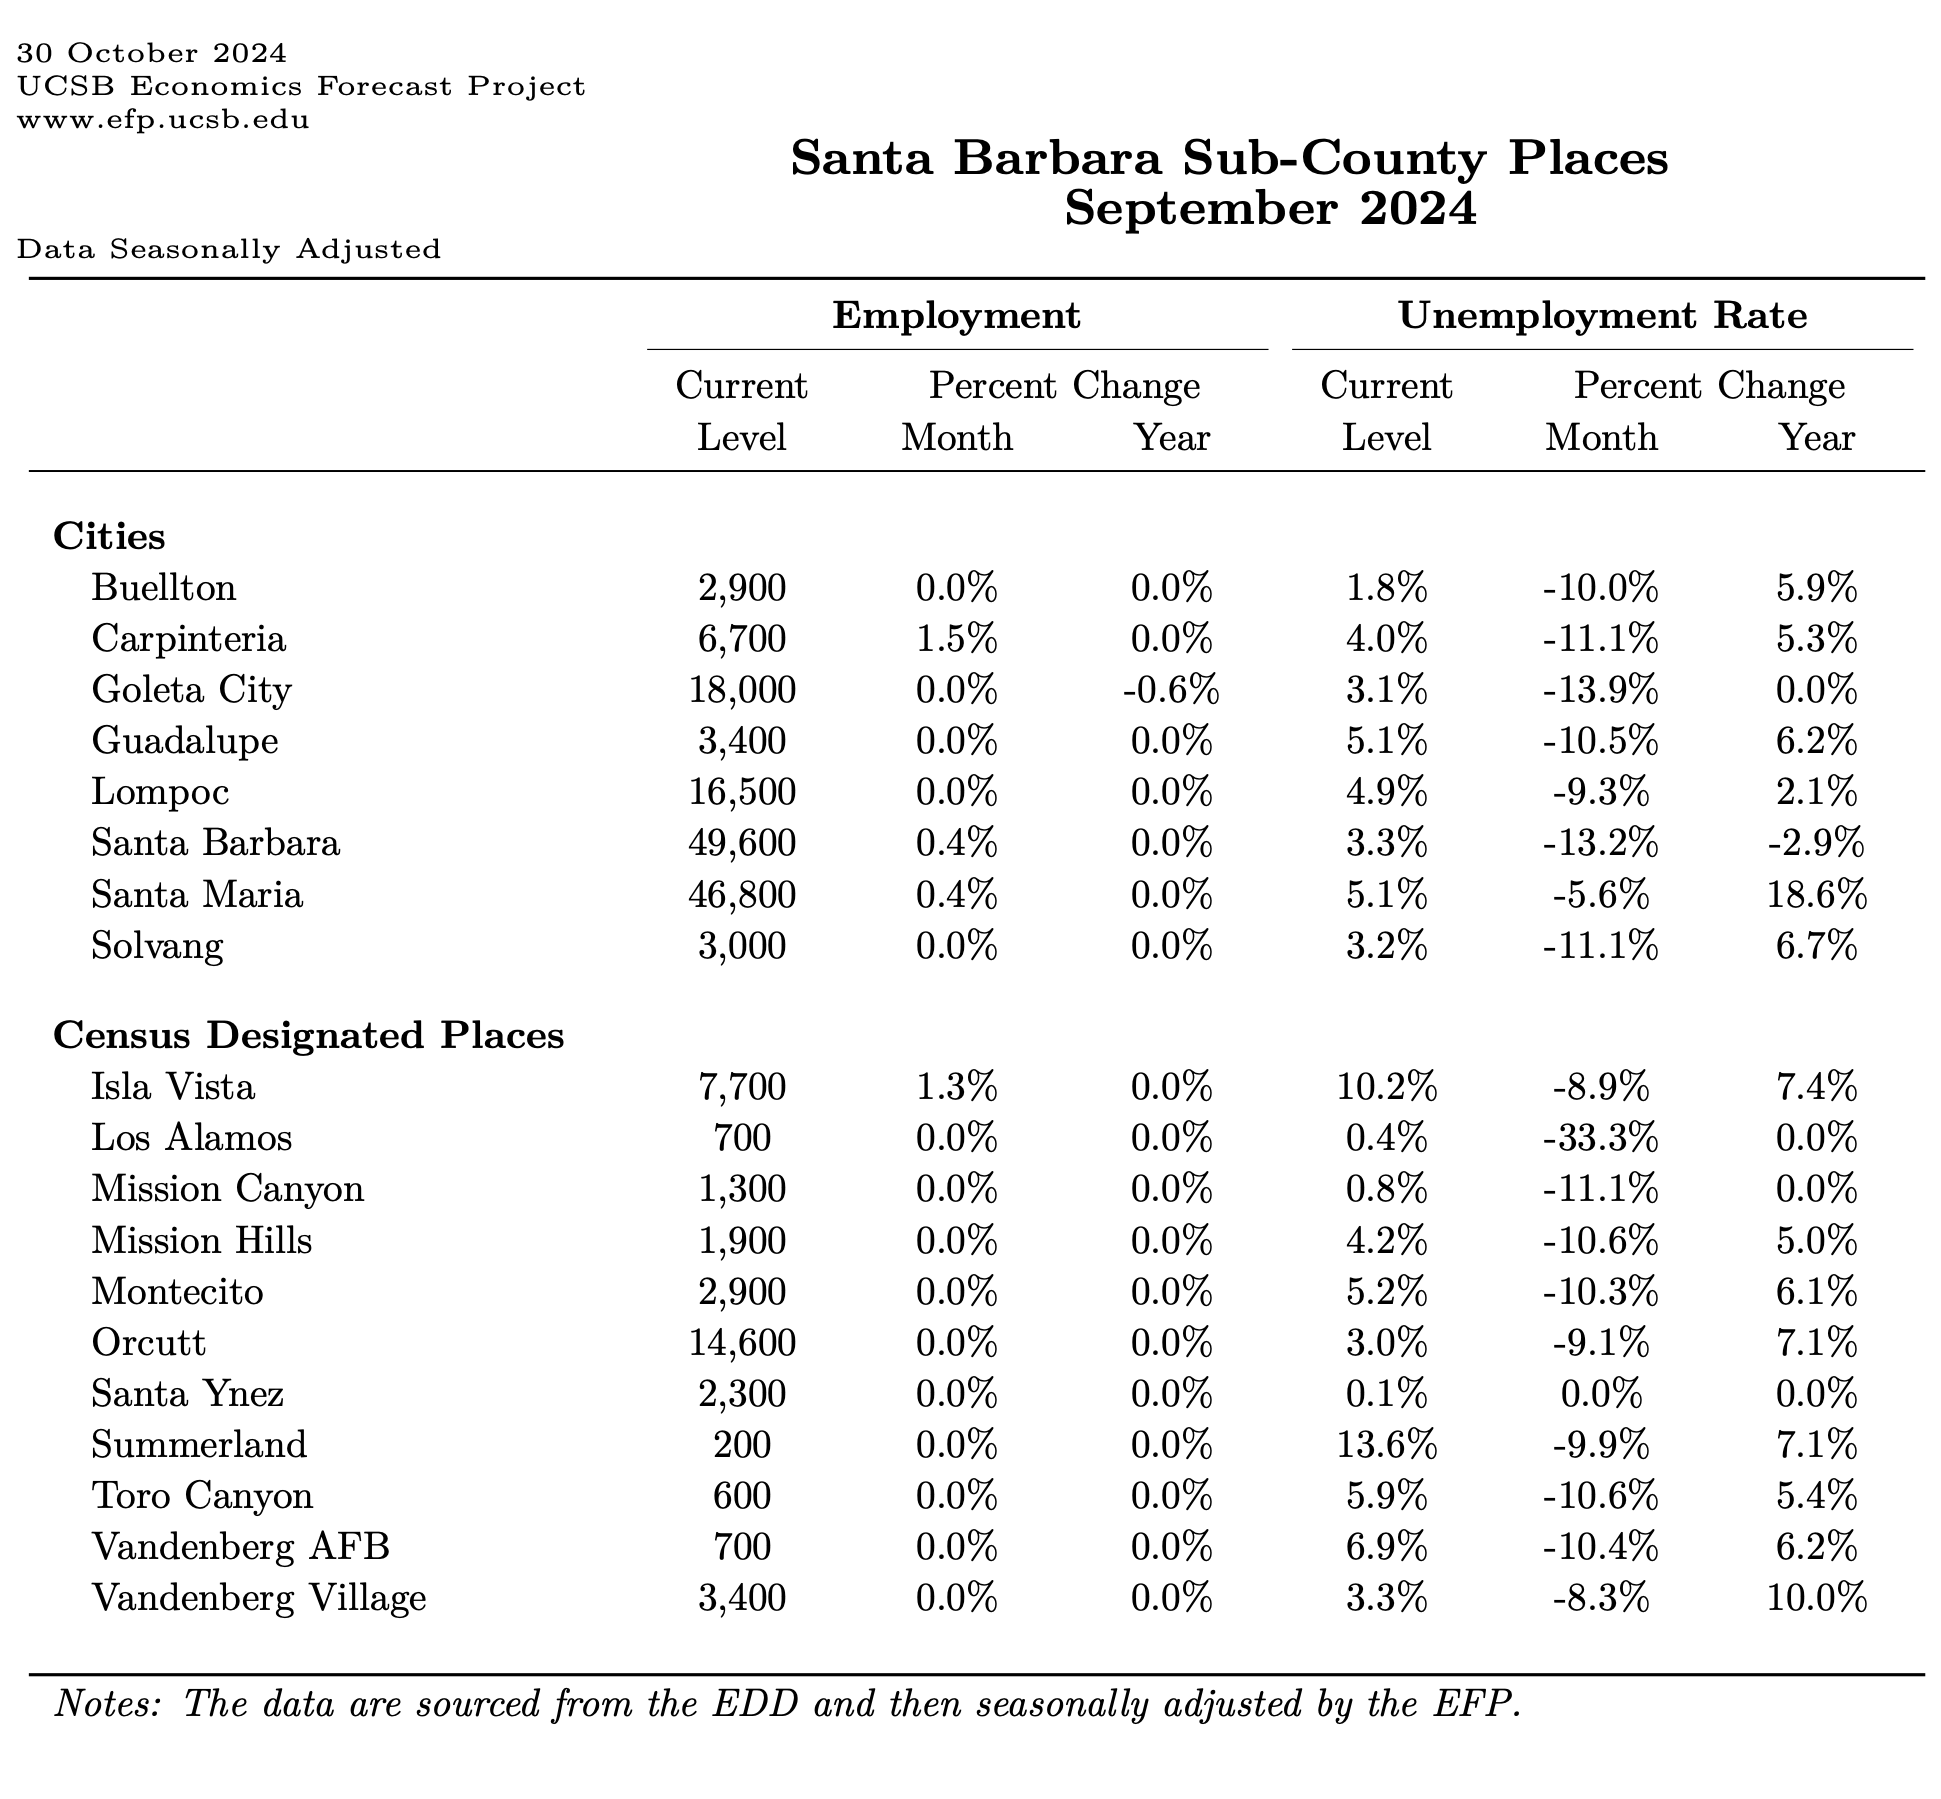 30 October 2024
UCSB Economics Forecast Project
www.efp.ucsb.edu
Santa Barbara Sub-County Places
September 2024
Data Seasonally Adjusted
Employment Unemployment Rate
Current Percent Change Current Percent Change
Level Month Year Level Month Year
Cities
Buellton 2,900 0.0% 0.0% 1.8% -10.0% 5.9%
Carpinteria 6,700 1.5% 0.0% 4.0% -11.1% 5.3%
Goleta City 18,000 0.0% -0.6% 3.1% -13.9% 0.0%
Guadalupe 3,400 0.0% 0.0% 5.1% -10.5% 6.2%
Lompoc 16,500 0.0% 0.0% 4.9% -9.3% 2.1%
Santa Barbara 49,600 0.4% 0.0% 3.3% -13.2% -2.9%
Santa Maria 46,800 0.4% 0.0% 5.1% -5.6% 18.6%
Solvang 3,000 0.0% 0.0% 3.2% -11.1% 6.7%
Census Designated Places
Isla Vista 7,700 1.3% 0.0% 10.2% -8.9% 7.4%
Los Alamos 700 0.0% 0.0% 0.4% -33.3% 0.0%
Mission Canyon 1,300 0.0% 0.0% 0.8% -11.1% 0.0%
Mission Hills 1,900 0.0% 0.0% 4.2% -10.6% 5.0%
Montecito 2,900 0.0% 0.0% 5.2% -10.3% 6.1%
Orcutt 14,600 0.0% 0.0% 3.0% -9.1% 7.1%
Santa Ynez 2,300 0.0% 0.0% 0.1% 0.0% 0.0%
Summerland 200 0.0% 0.0% 13.6% -9.9% 7.1%
Toro Canyon 600 0.0% 0.0% 5.9% -10.6% 5.4%
Vandenberg AFB 700 0.0% 0.0% 6.9% -10.4% 6.2%
Vandenberg Village 3,400 0.0% 0.0% 3.3% -8.3% 10.0%
Notes: The data are sourced from the EDD and then seasonally adjusted by the EFP.